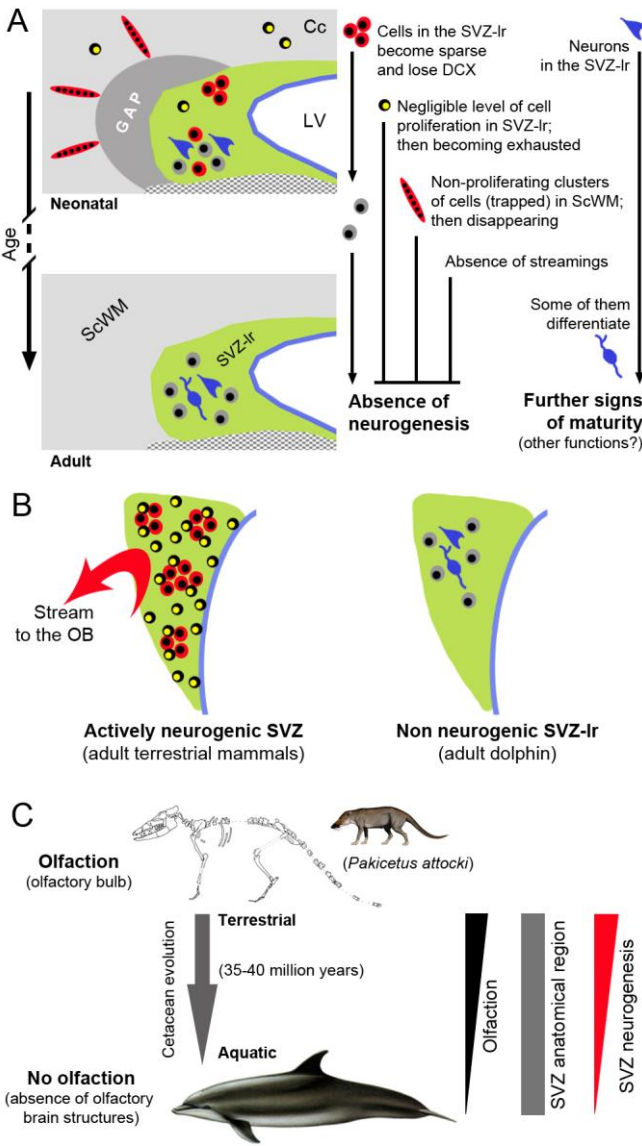 A
Cc
GAP
LV
Neonatal
Age
ScWM
SVZ-lr
Adult
Cells in the SVZ-lr
become sparse
and lose DCX
Negligible level of cell
proliferation in SVZ-lr;
then becoming exhausted
Non-proliferating clusters
of cells (trapped) in ScWM;
then disappearing
Absence of streamings
Absence of
neurogenesis
Neurons
in the SVZ-lr
Some of them
differentiate
Further signs
of maturity
(other functions?)
B
Stream
to the OB
Actively neurogenic SVZ
(adult terrestrial mammals)
Non neurogenic SVZ-lr
(adult dolphin)
C
Olfaction
(olfactory bulb)
(Pakicetus attocki)
Terrestrial
Cetacean evolution
(35-40 million years)
Aquatic
No olfaction
(absence of olfactory
brain structures)
Olfaction
SVZ anatomical region
SVZ neurogenesis